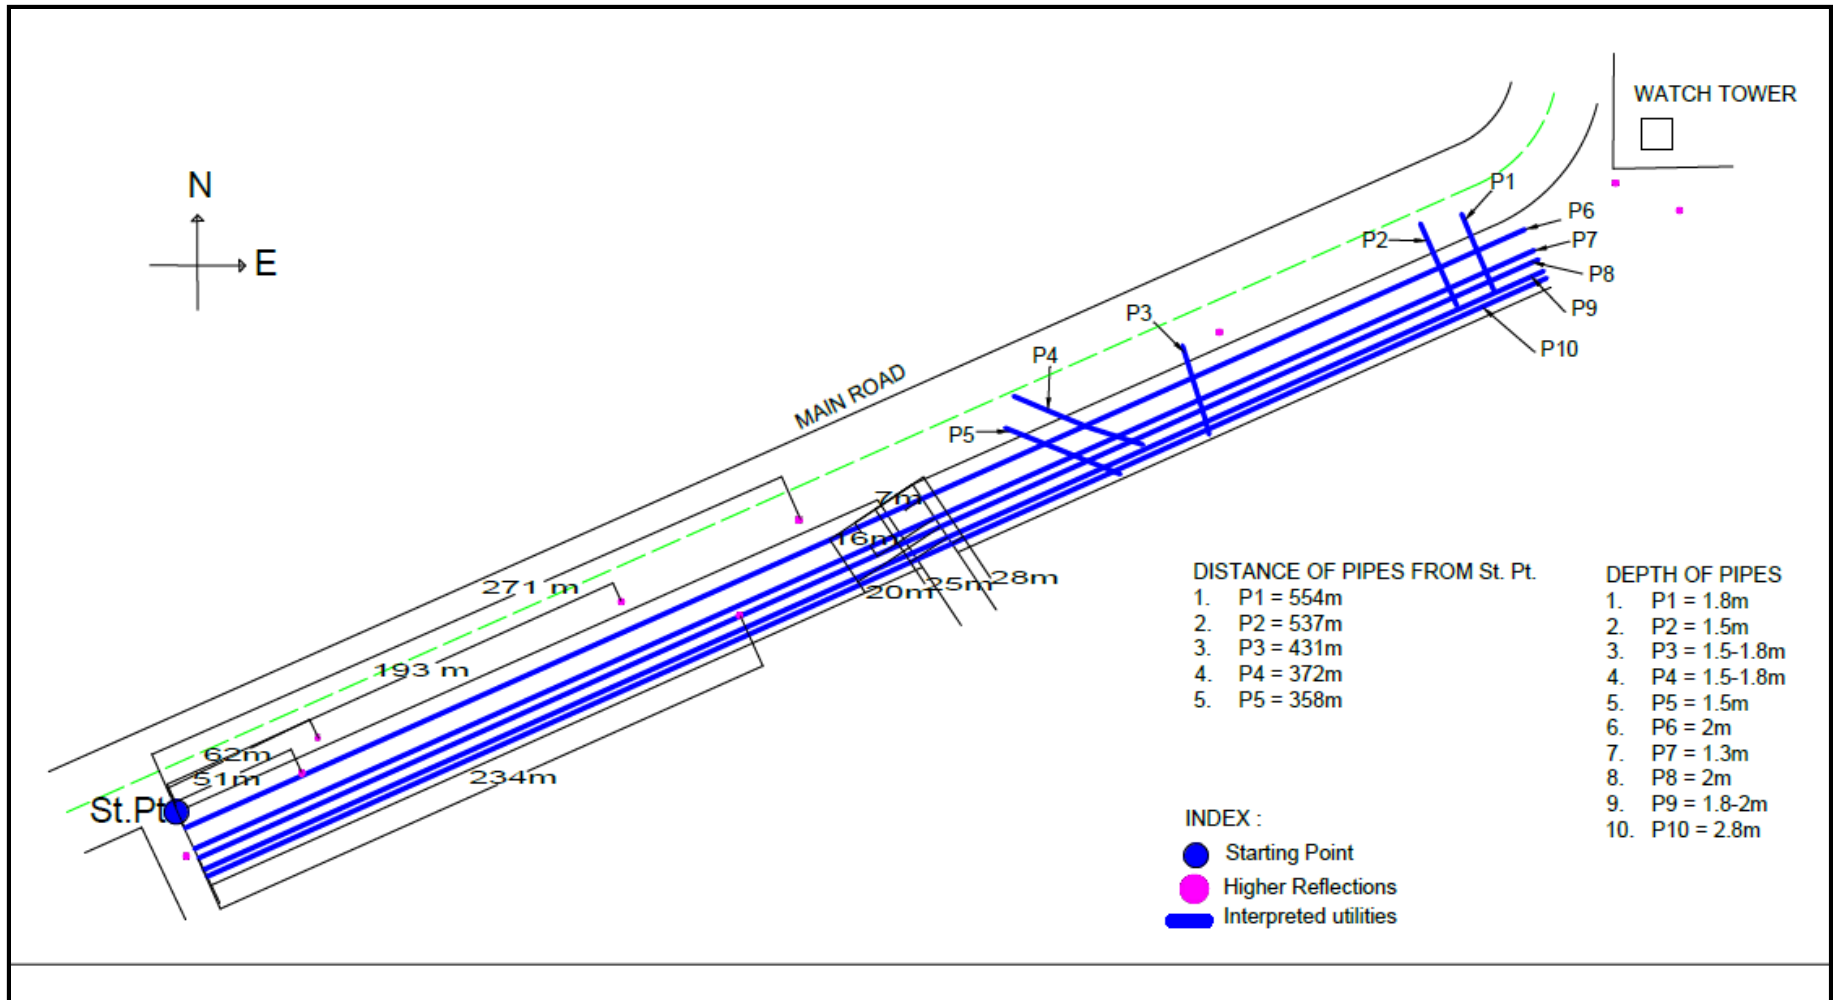 WATCH TOWER
N
E
P1
P6
P2
P7
P8
P3
P9
P4
P10
MAIN ROAD
P5
7m
16m
271 m
20m
25m
28m
193 m
62m
51m
234m
St.Pt
DISTANCE OF PIPES FROM St. Pt.
1. P1 = 554m
2. P2 = 537m
3. P3 = 431m
4. P4 = 372m
5. P5 = 358m
DEPTH OF PIPES
1. P1 = 1.8m
2. P2 = 1.5m
3. P3 = 1.5-1.8m
4. P4 = 1.5-1.8m
5. P5 = 1.5m
6. P6 = 2m
7. P7 = 1.3m
8. P8 = 2m
9. P9 = 1.8-2m
10. P10 = 2.8m
INDEX :
Starting Point
Higher Reflections
Interpreted utilities